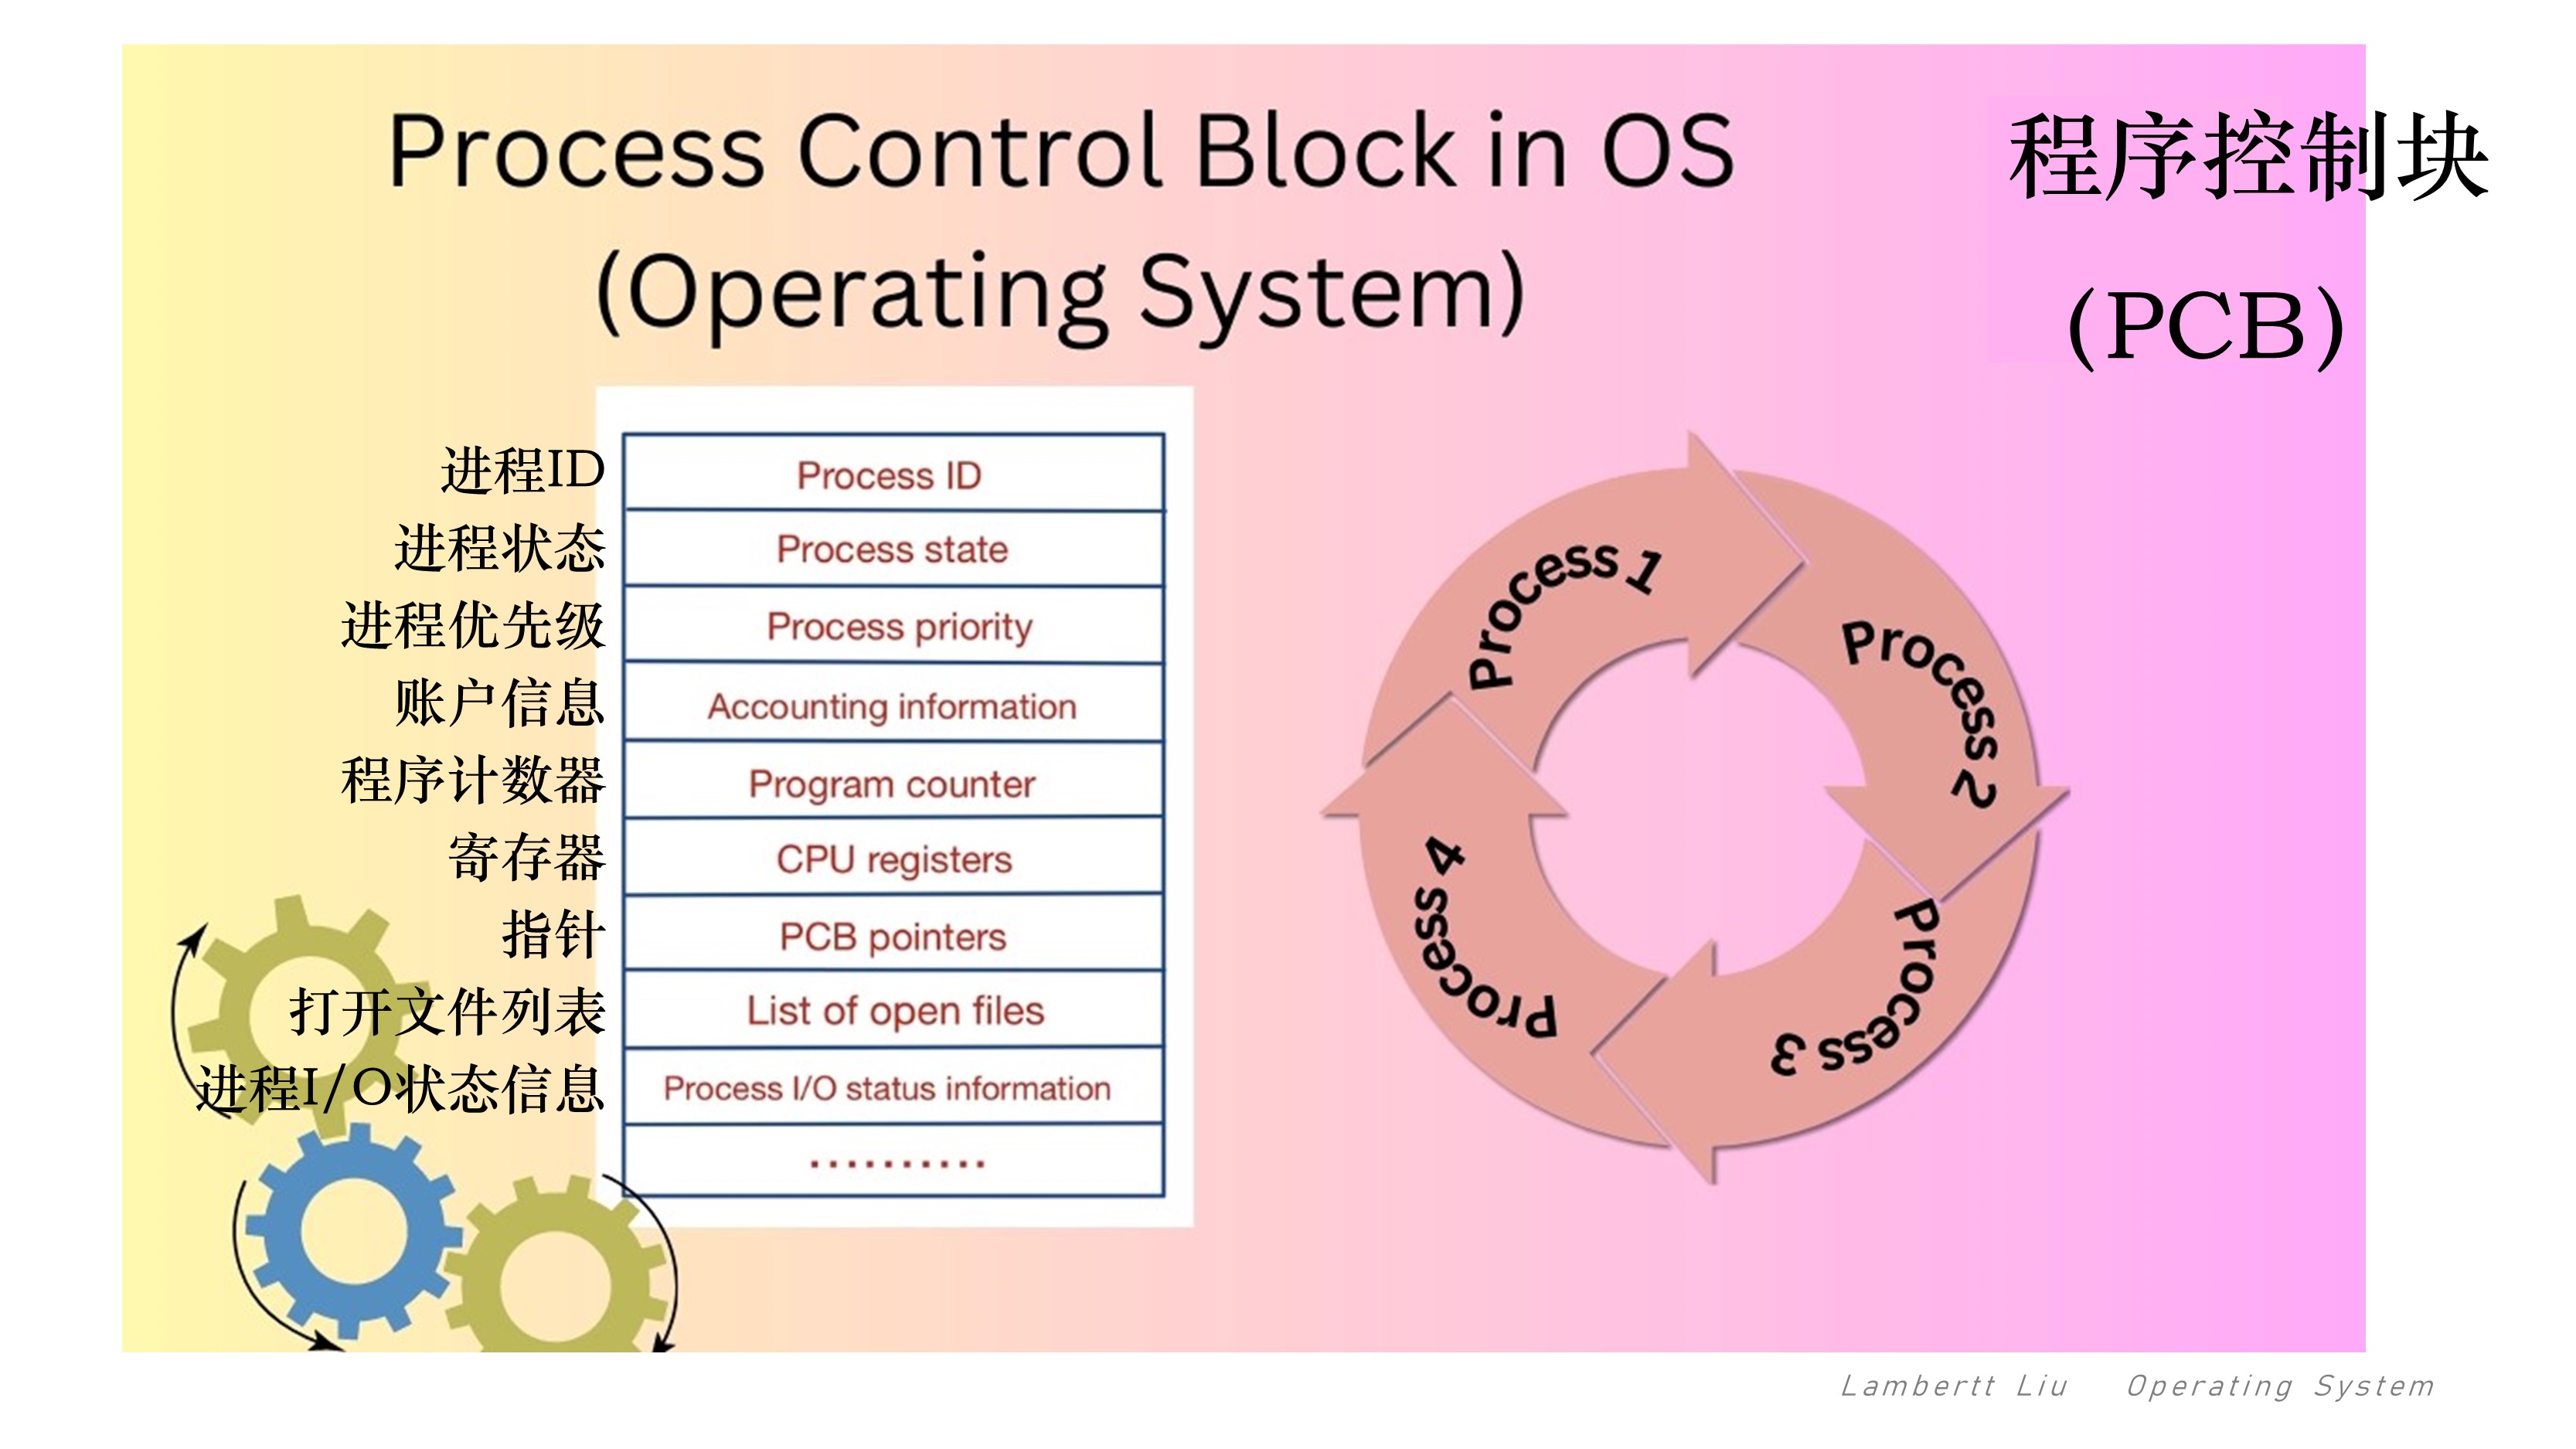 Process Control Block in OS
(Operating System)
程序控制块
(PCB)
进程ID
进程状态
进程优先级
账户信息
程序计数器
寄存器
指针
打开文件列表
进程I/O状态信息
Process ID
Process state
Process priority
Accounting information
Program counter
CPU registers
PCB pointers
List of open files
Process I/O status information
..........
Process 1
Process 2
Process 3
Process 4
Lambertt Liu Operating System